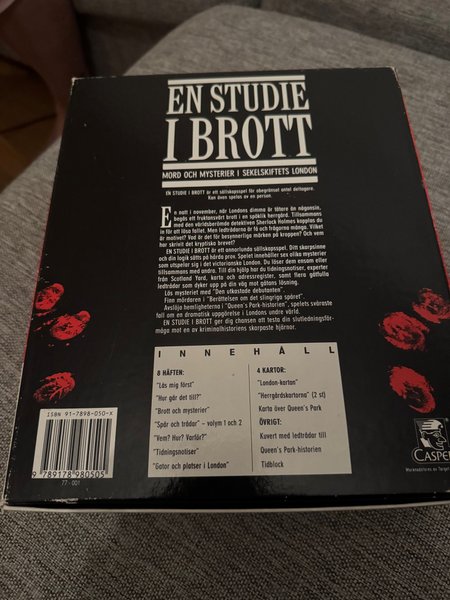 EN STUDIE
I BROTT
MORD OCH MYSTERIER I SEKELSKIFTETS LONDON
EN STUDIE I BROTT är ett sällskapsspel för obegränsat antal deltagare.
Kan även spelas av en person.
En natt i november, när Londons dimma är tätare än någonsin,
begås ett fruktansvärt brott i en spöklik herrgård. Tillsammans
med den världsberömde detektiven Sherlock Holmes kopplas du
in för att lösa fallet. Men ledtrådarna är få och frågorna många. Vilket
är motivet? Vad är det för besynnerliga märken på kroppen? Och vem
har skrivit det kryptiska brevet?
EN STUDIE I BROTT är ett annorlunda sällskapsspel. Ditt skarpsinne
och din logik sätts på hårda prov. Spelet innehåller sex olika mysterier
som utspelar sig i det victorianska London. Du löser dem ensam eller
tillsammans med andra. Till din hjälp har du tidningsnotiser, experter
från Scotland Yard, karta och adressregister, samt flera gåtfulla
ledtrådar som dyker upp på din väg mot gåtans lösning.
Lös mysteriet med "Den utkastade debutanten".
Finn mördaren i "Berättelsen om det slingriga spåret".
Avslöja hemligheterna i "Queen's Park-historien", spelets svåraste
fall om en dramatisk uppgörelse i Londons undre värld.
EN STUDIE I BROTT ger dig chansen att testa din slutledningsför-
måga mot en av kriminalhistoriens skarpaste hjärnor.
INNEHÅLL
8 HÄFTEN:
"Läs mig först"
"Hur går det till?"
"Brott och mysterier"
"Spår och trådar" – volym 1 och 2
"Vem? Hur? Varför?"
"Tidningsnotiser"
"Gator och platser i London"
4 KARTOR:
"London-kartan"
"Herrgårdskartorna" (2 st)
Karta över Queen's Park
ÖVRIGT:
Kuvert med ledtrådar till
Queen's Park-historien
Tidblock
ISBN 91-7898-050-X
9 789178 980505
77-001
CASPER
Marknadsföres av Target